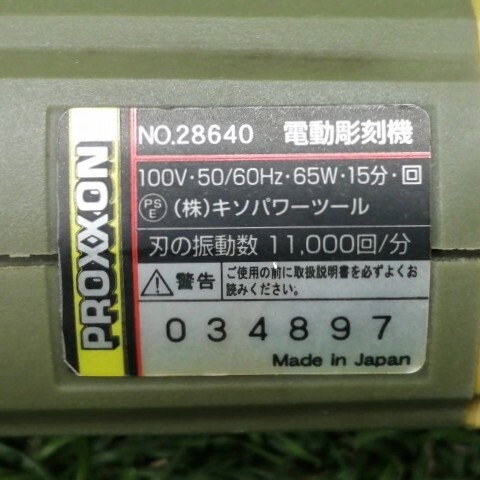 PROXXON
NO.28640 電動彫刻機
100V・50/60Hz・65W・15分・回
PSE (株)キソパワーツール
刃の振動数 11,000回/分
警告 ご使用の前に取扱説明書を必ずよくお
読みください。
034897
Made in Japan